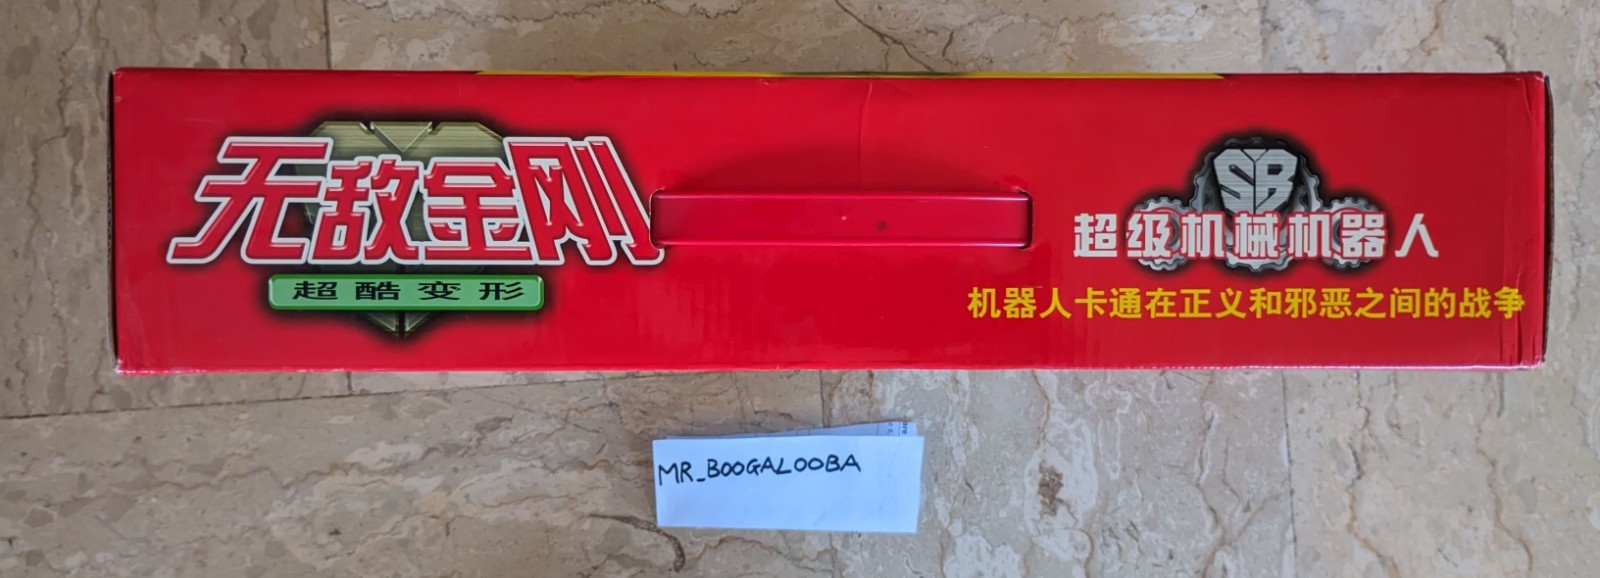 无敌金刚
超酷变形
SB
超级机械机器人
机器人卡通在正义和邪恶之间的战争
MR_BOOGALOOBA